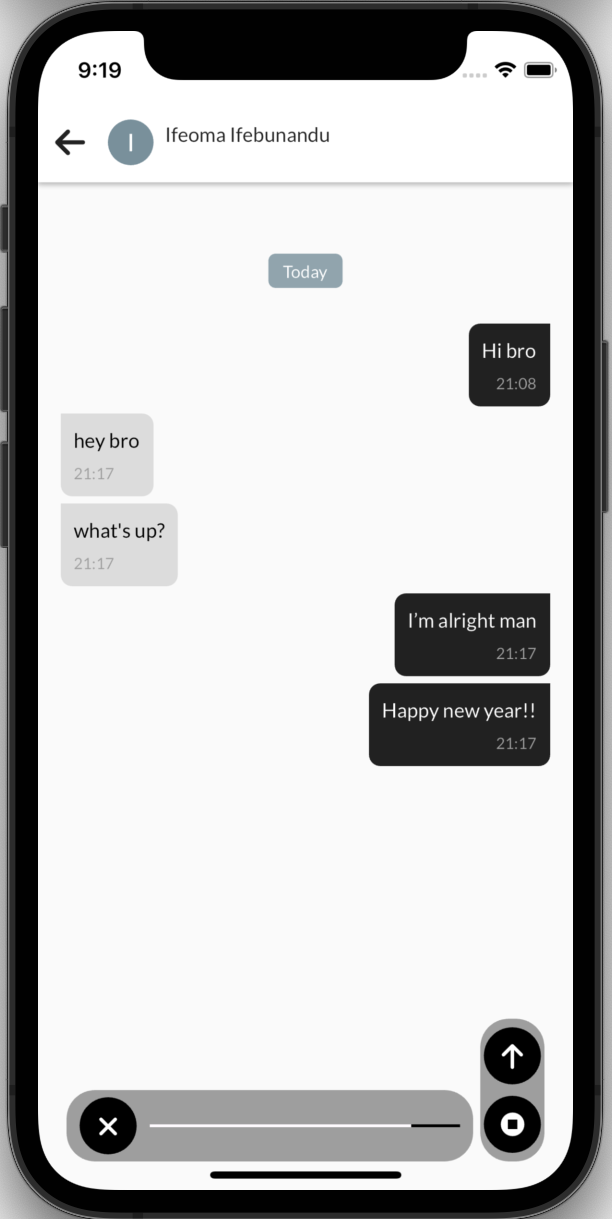 9:19
I
Ifeoma Ifebunandu
Today
Hi bro
21:08
hey bro
21:17
what's up?
21:17
I’m alright man
21:17
Happy new year!!
21:17